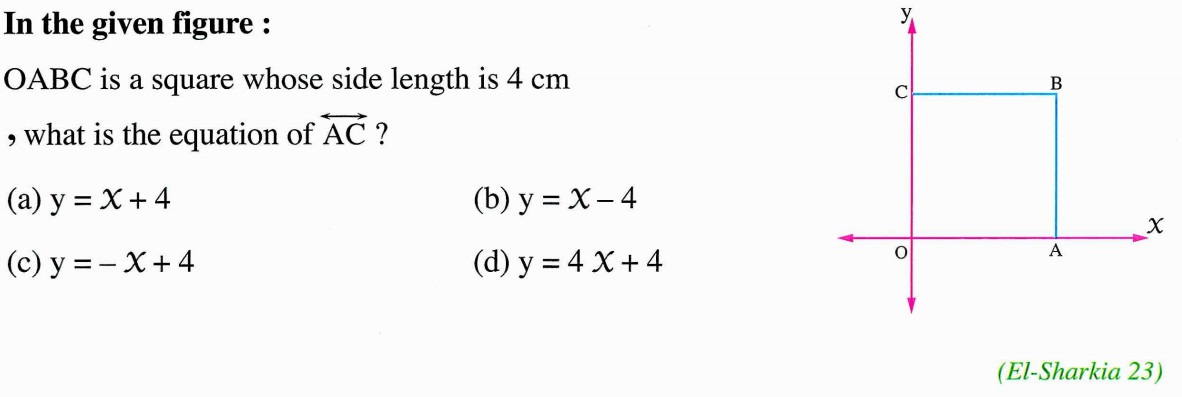 In the given figure :
OABC is a square whose side length is 4 cm
, what is the equation of AC ?
(a) y = x + 4
(b) y = x – 4
(c) y = – x + 4
(d) y = 4 x + 4
y
C
B
x
O
A
(El-Sharkia 23)